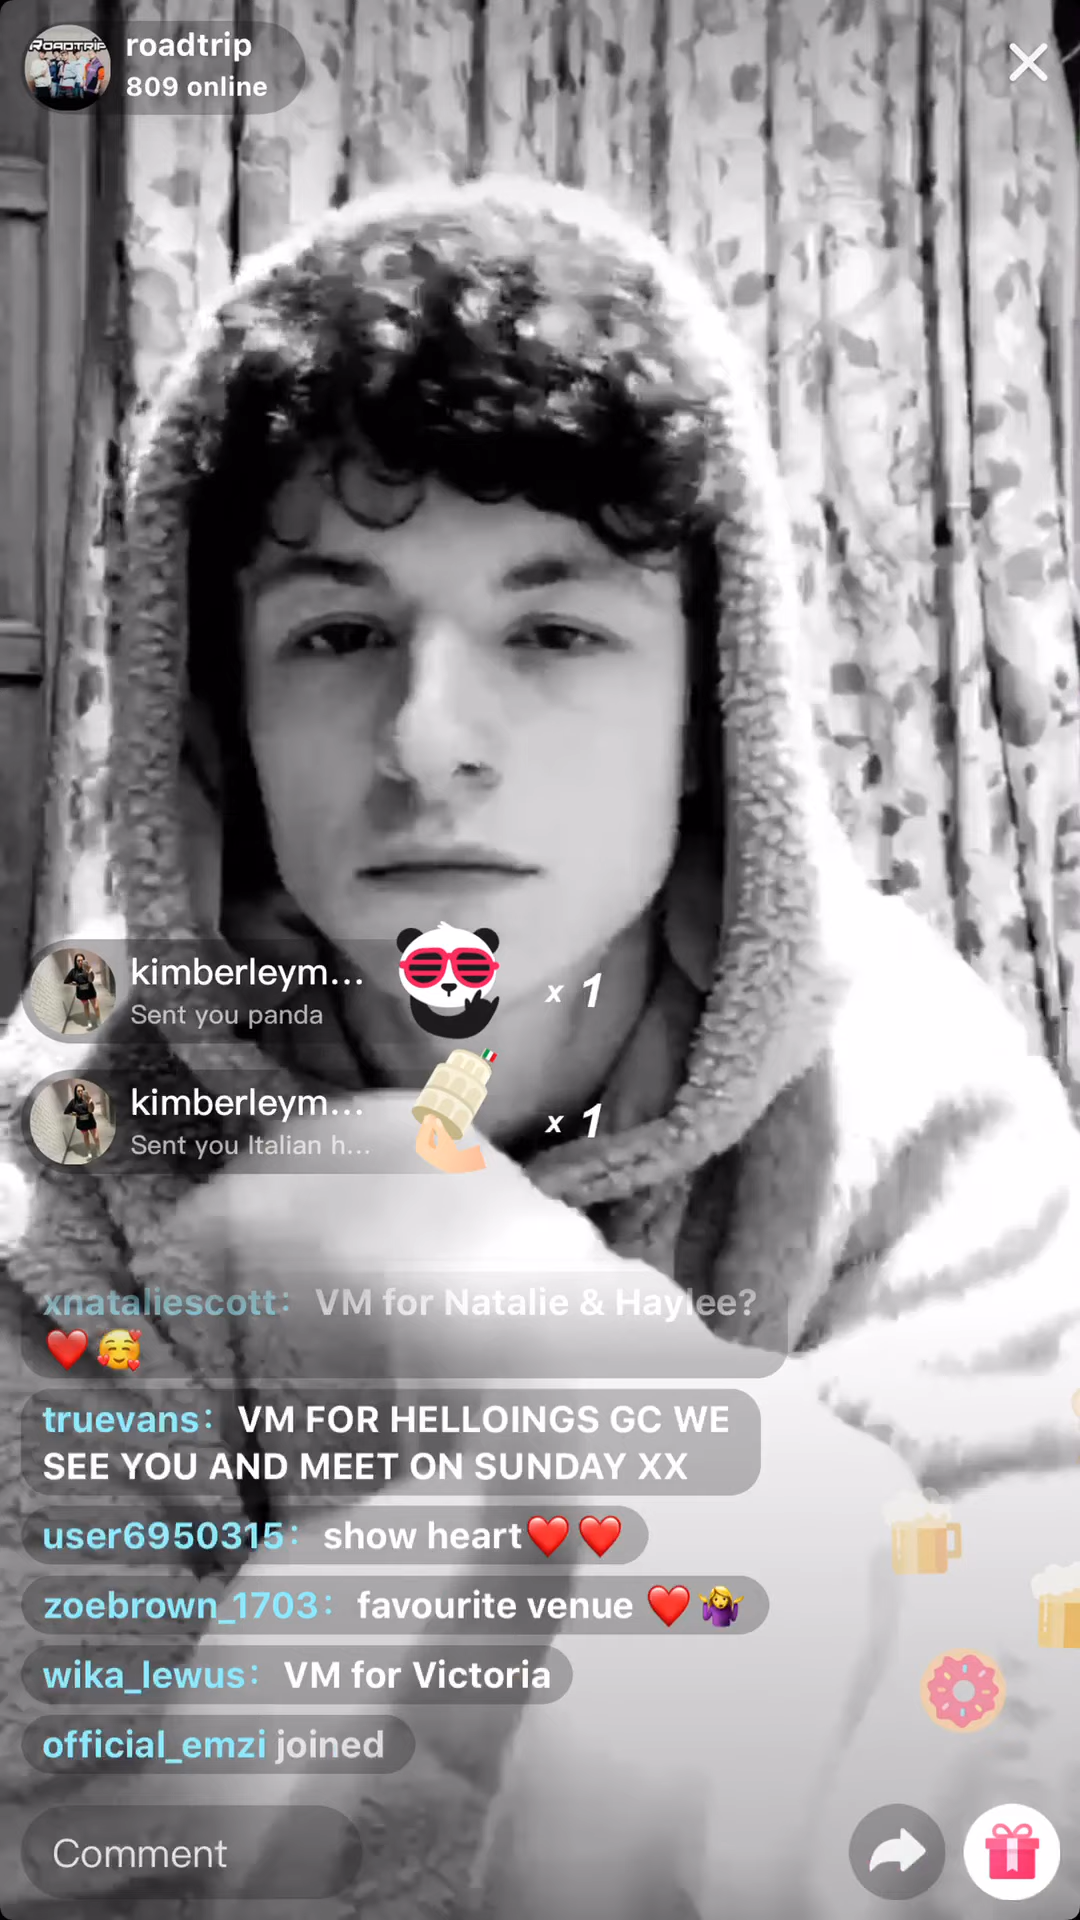 ROADTRIP
roadtrip
809 online
kimberleym...
Sent you panda
x 1
kimberleym...
Sent you Italian h...
x 1
xnataliescott: VM for Natalie & Haylee?
❤️🥰
truevans: VM FOR HELLOINGS GC WE
SEE YOU AND MEET ON SUNDAY XX
user6950315: show heart❤️❤️
zoebrown_1703: favourite venue ❤️🤷‍♀️
wika_lewus: VM for Victoria
official_emzi joined
Comment